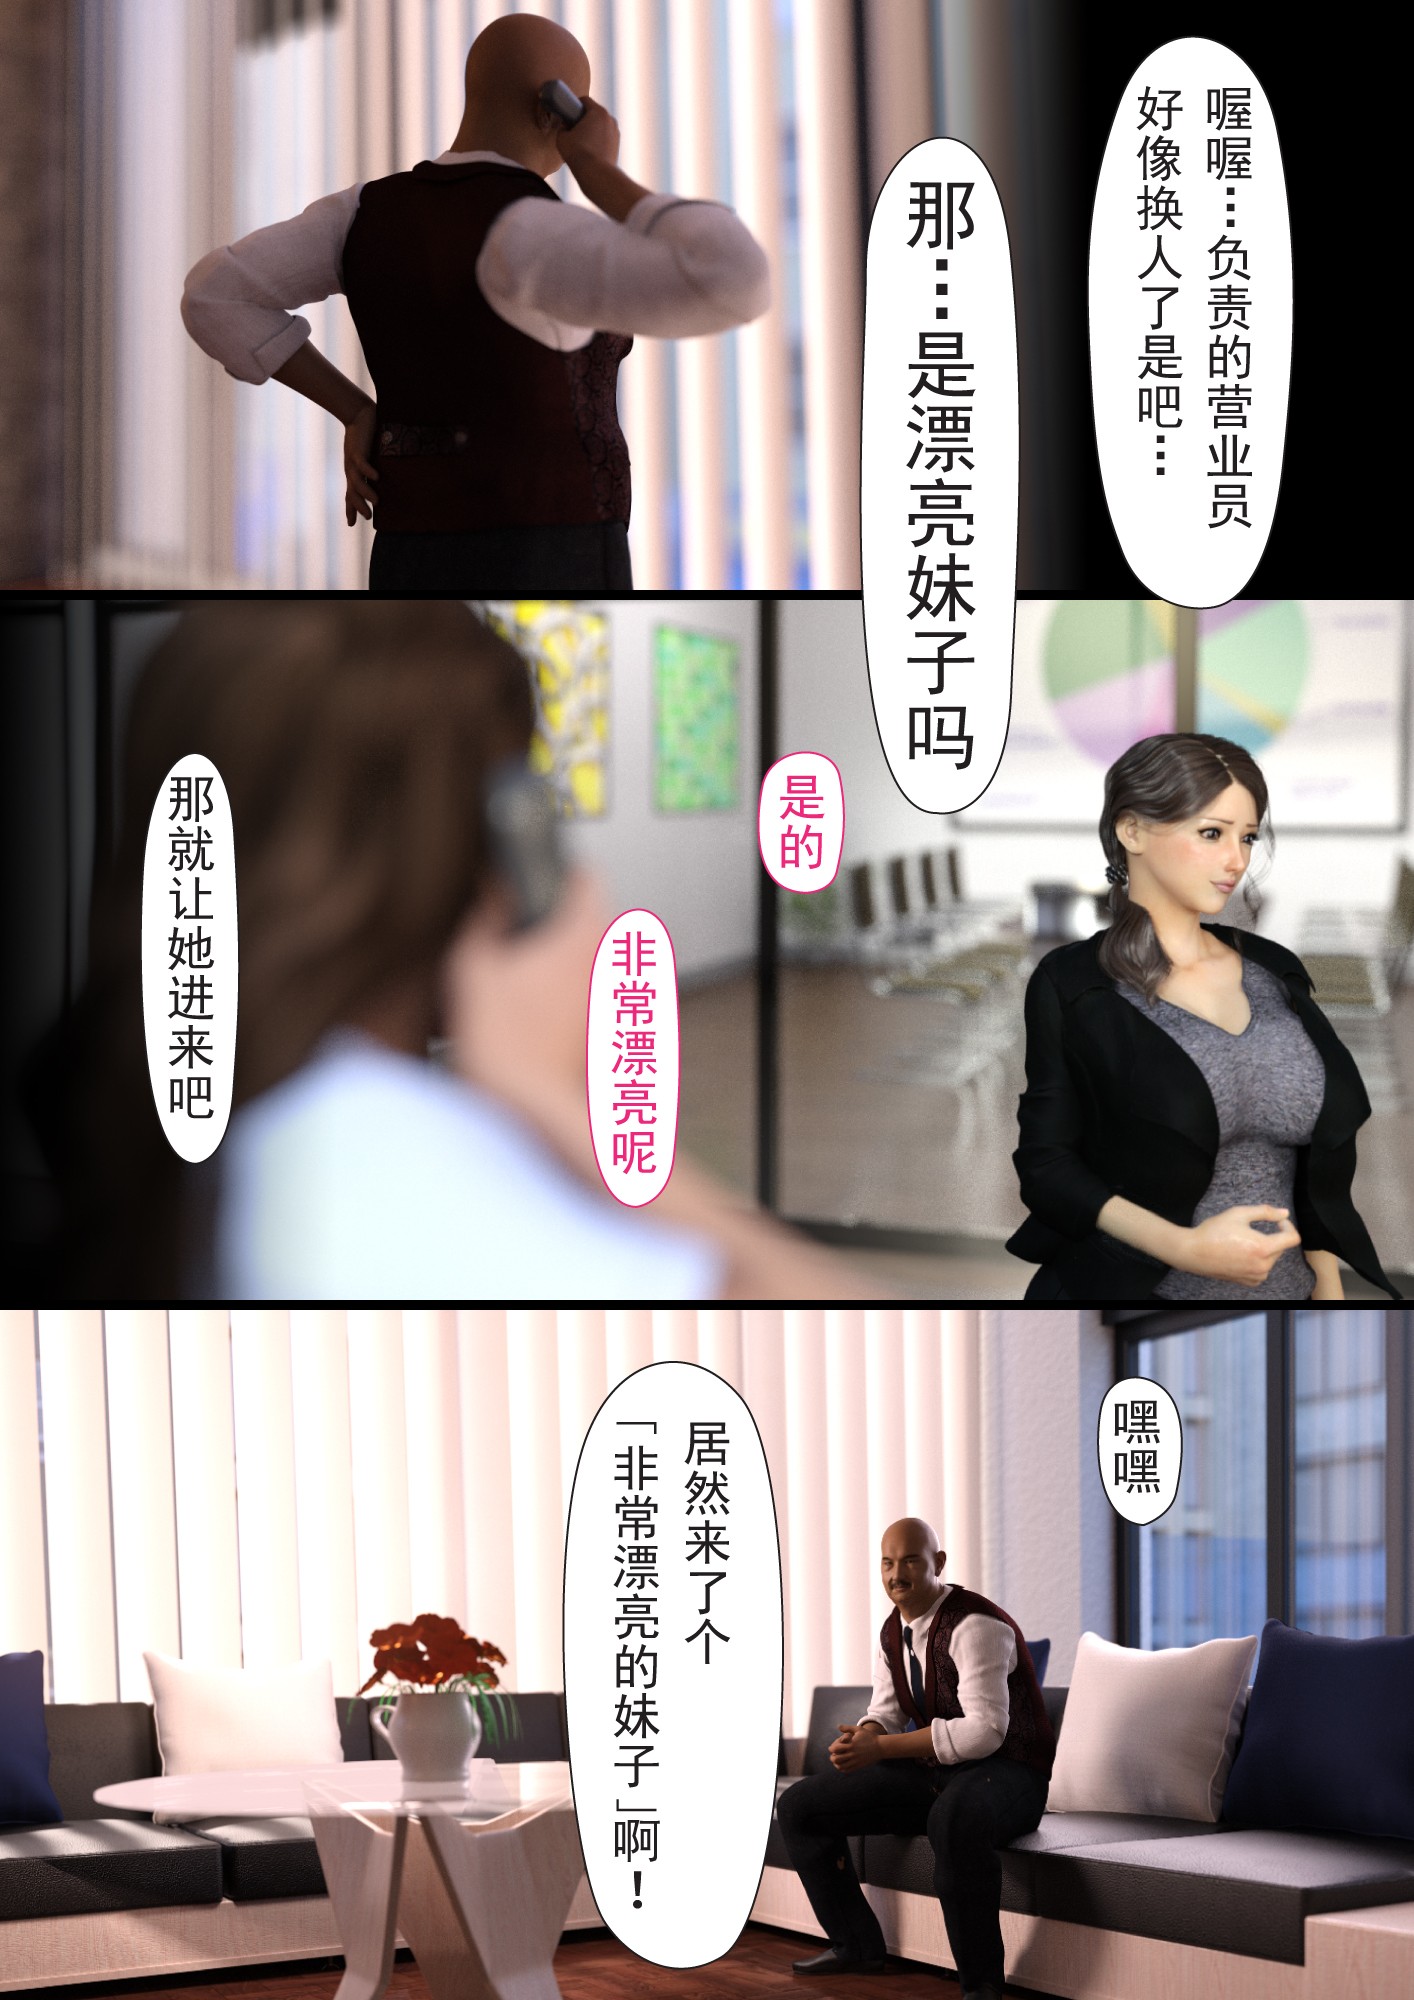 喔喔…负责的营业员
好像换人了是吧…
那…是漂亮妹子吗
是的
非常漂亮呢
那就让她进来吧
嘿嘿
居然来了个
「非常漂亮的妹子」啊！